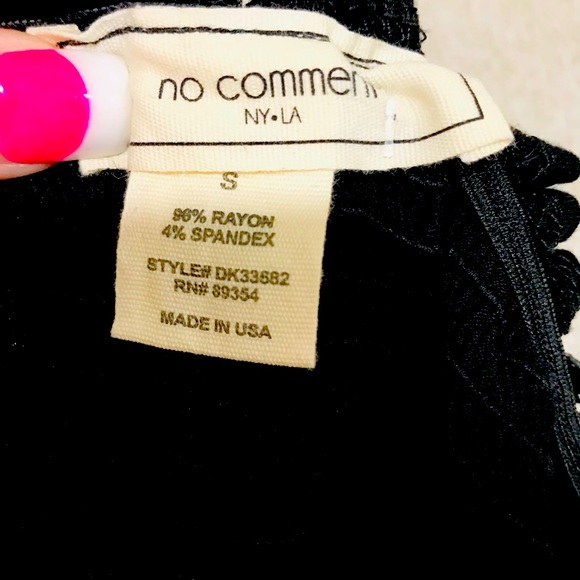 no comment
NY•LA
S
96% RAYON
4% SPANDEX
STYLE# DK33682
RN# 89354
MADE IN USA